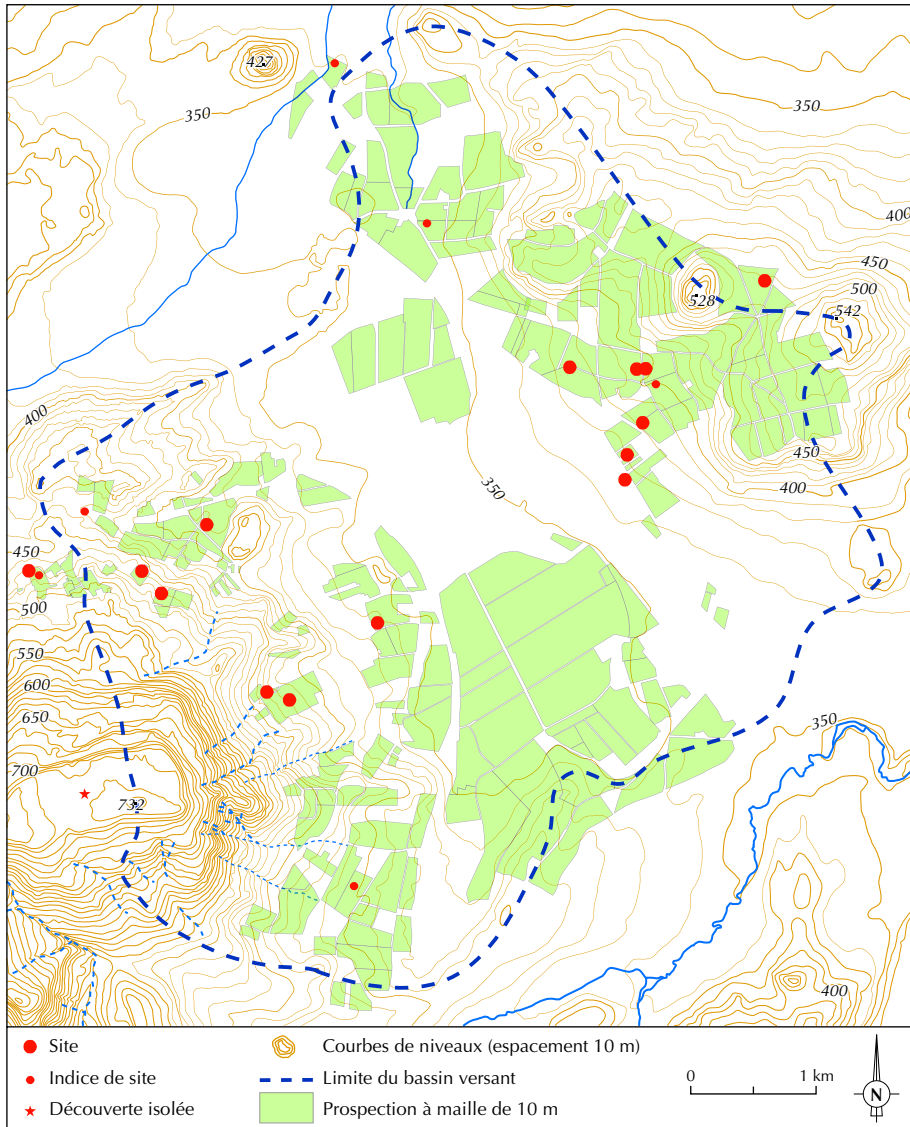 427
350
350
400
450
500
528
542
400
450
400
350
450
500
550
600
650
700
732
350
400
Site
Indice de site
Découverte isolée
Courbes de niveaux (espacement 10 m)
Limite du bassin versant
Prospection à maille de 10 m
0 1 km
N